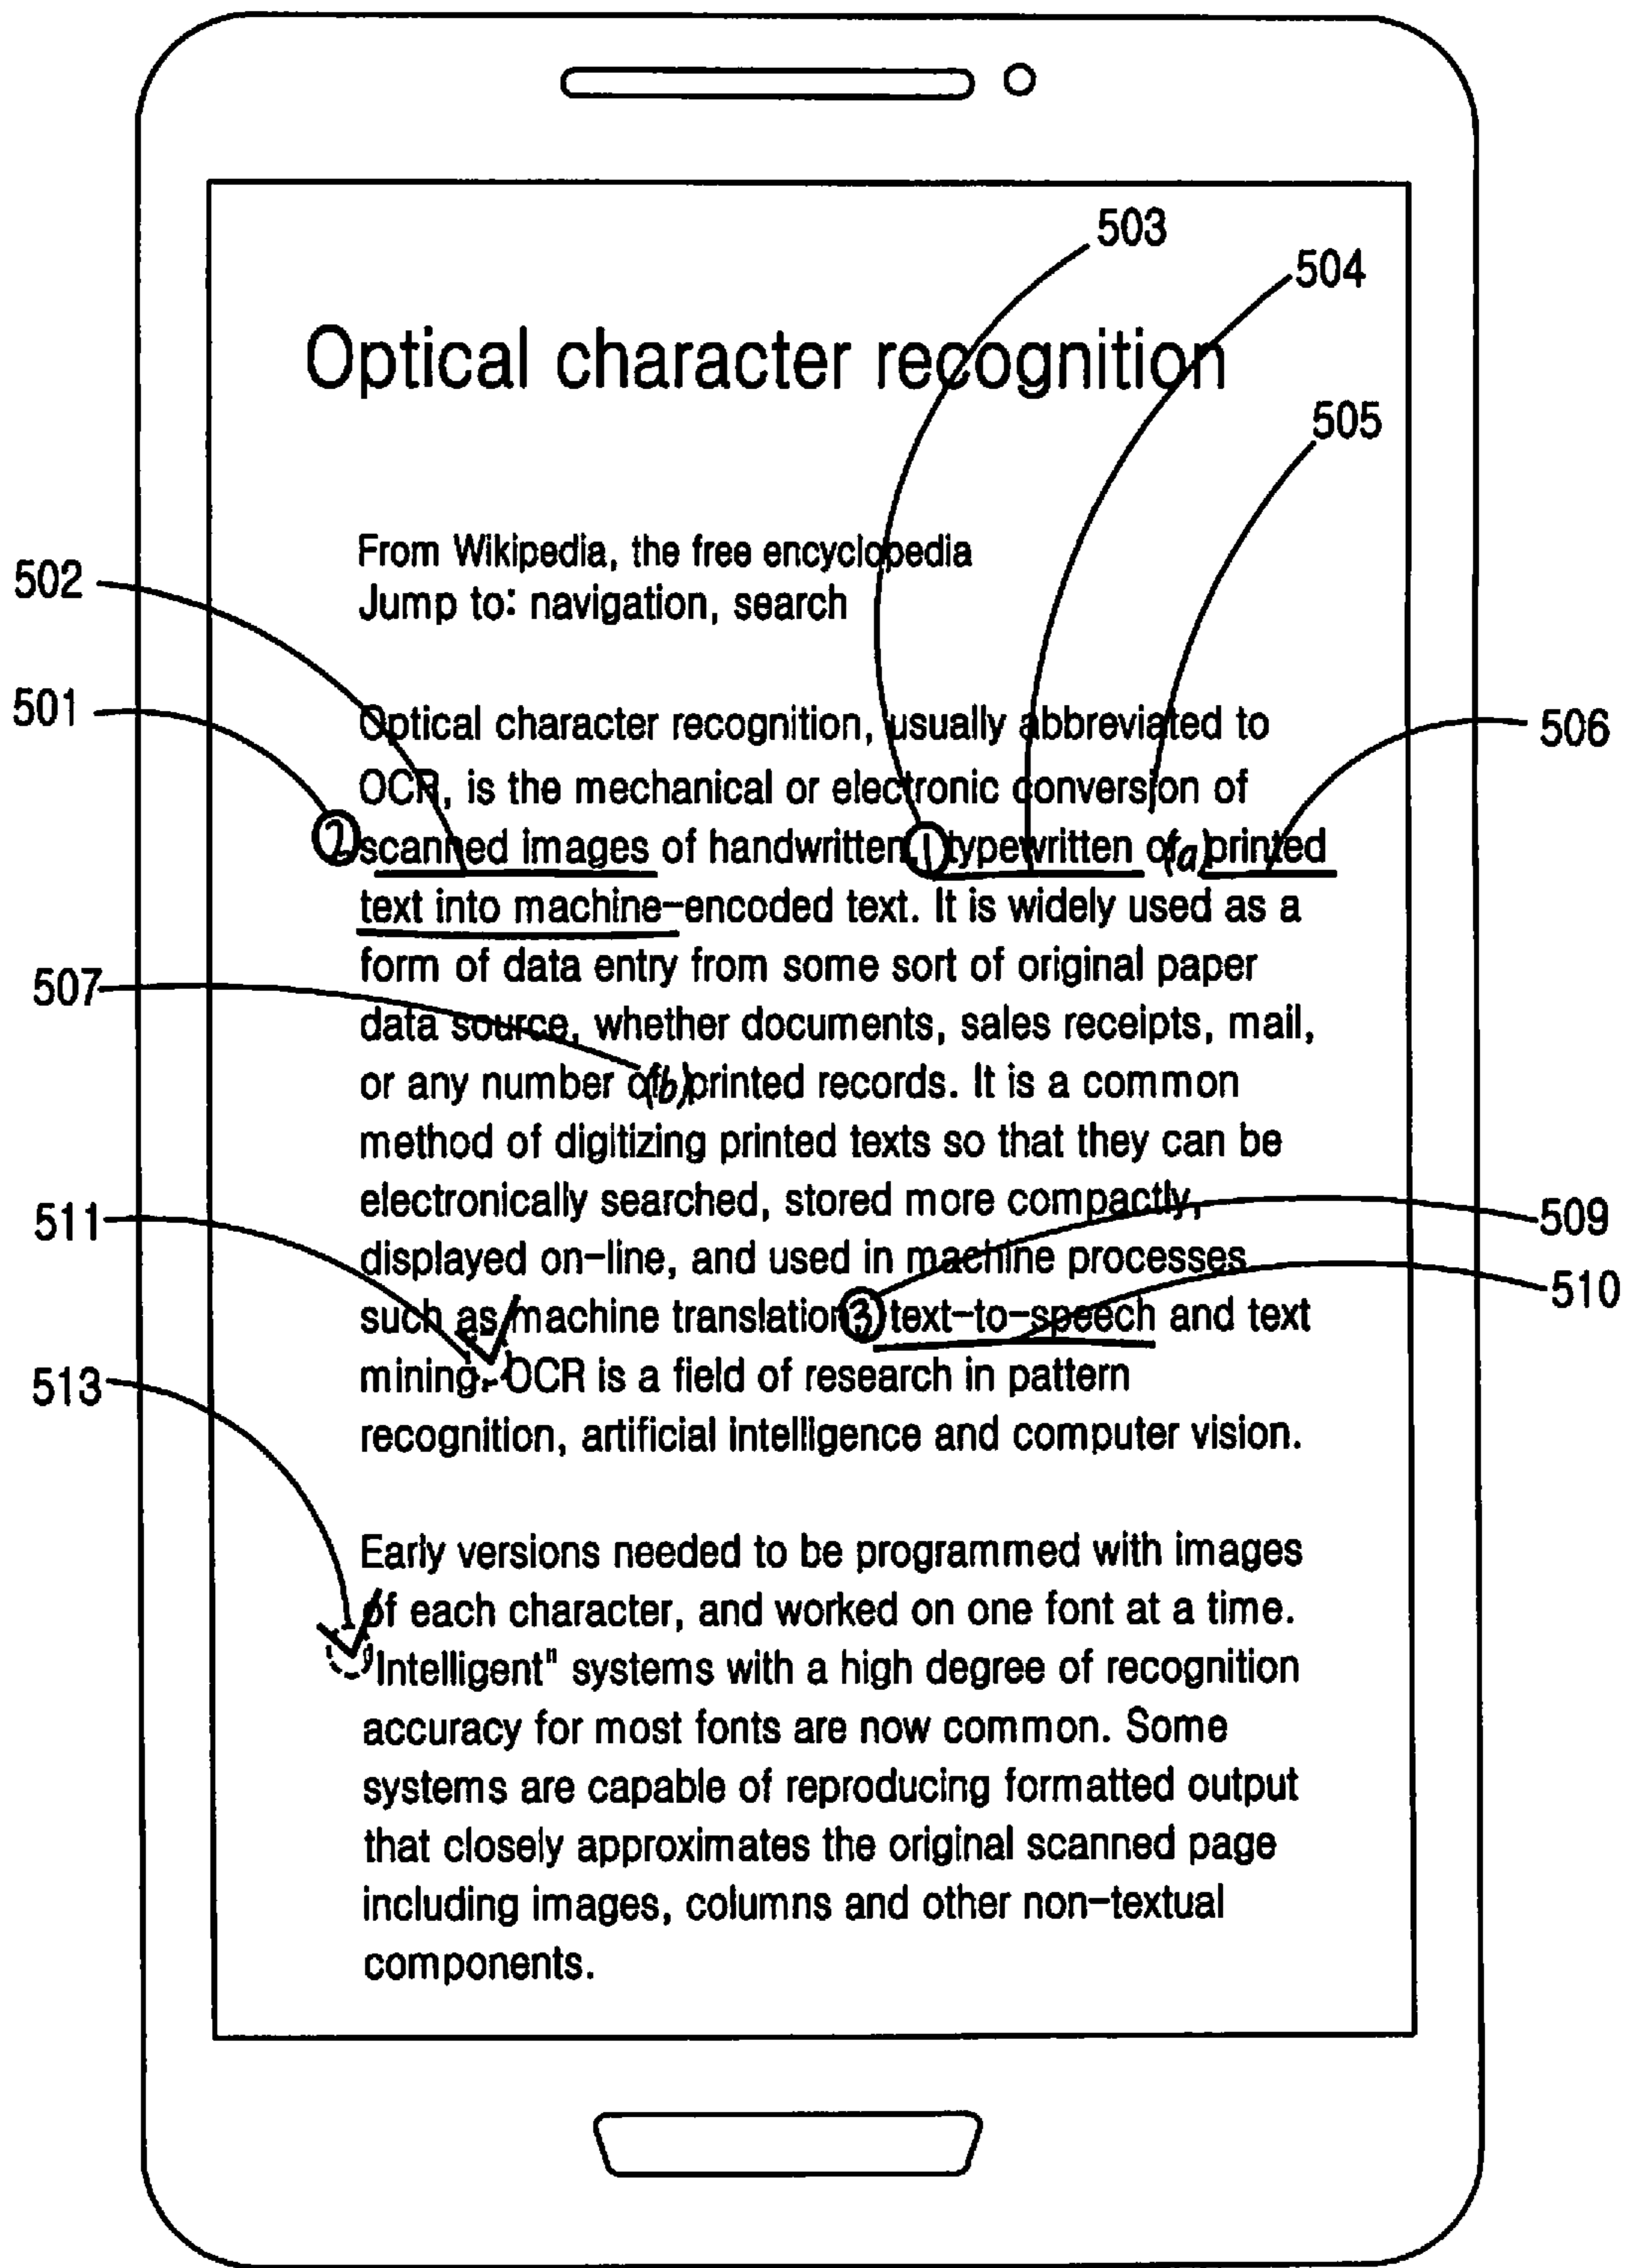 503
504
Optical character recognition
505
From Wikipedia, the free encyclopedia
502
Jump to: navigation, search
501
Optical character recognition, usually abbreviated to
506
OCR, is the mechanical or electronic conversion of
② scanned images of handwritten, ① typewritten of (a) printed
text into machine-encoded text. It is widely used as a
form of data entry from some sort of original paper
507
data source, whether documents, sales receipts, mail,
or any number of (b) printed records. It is a common
method of digitizing printed texts so that they can be
electronically searched, stored more compactly,
511
509
displayed on-line, and used in machine processes
510
such as machine translation ③ text-to-speech and text
mining. OCR is a field of research in pattern
513
recognition, artificial intelligence and computer vision.
Early versions needed to be programmed with images
of each character, and worked on one font at a time.
"Intelligent" systems with a high degree of recognition
accuracy for most fonts are now common. Some
systems are capable of reproducing formatted output
that closely approximates the original scanned page
including images, columns and other non-textual
components.